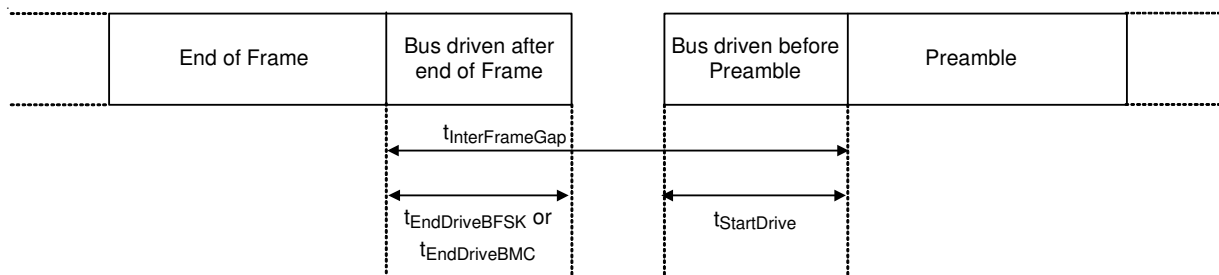 End of Frame
Bus driven after
end of Frame
Bus driven before
Preamble
Preamble
tInterFrameGap
tEndDriveBFSK or
tEndDriveBMC
tStartDrive